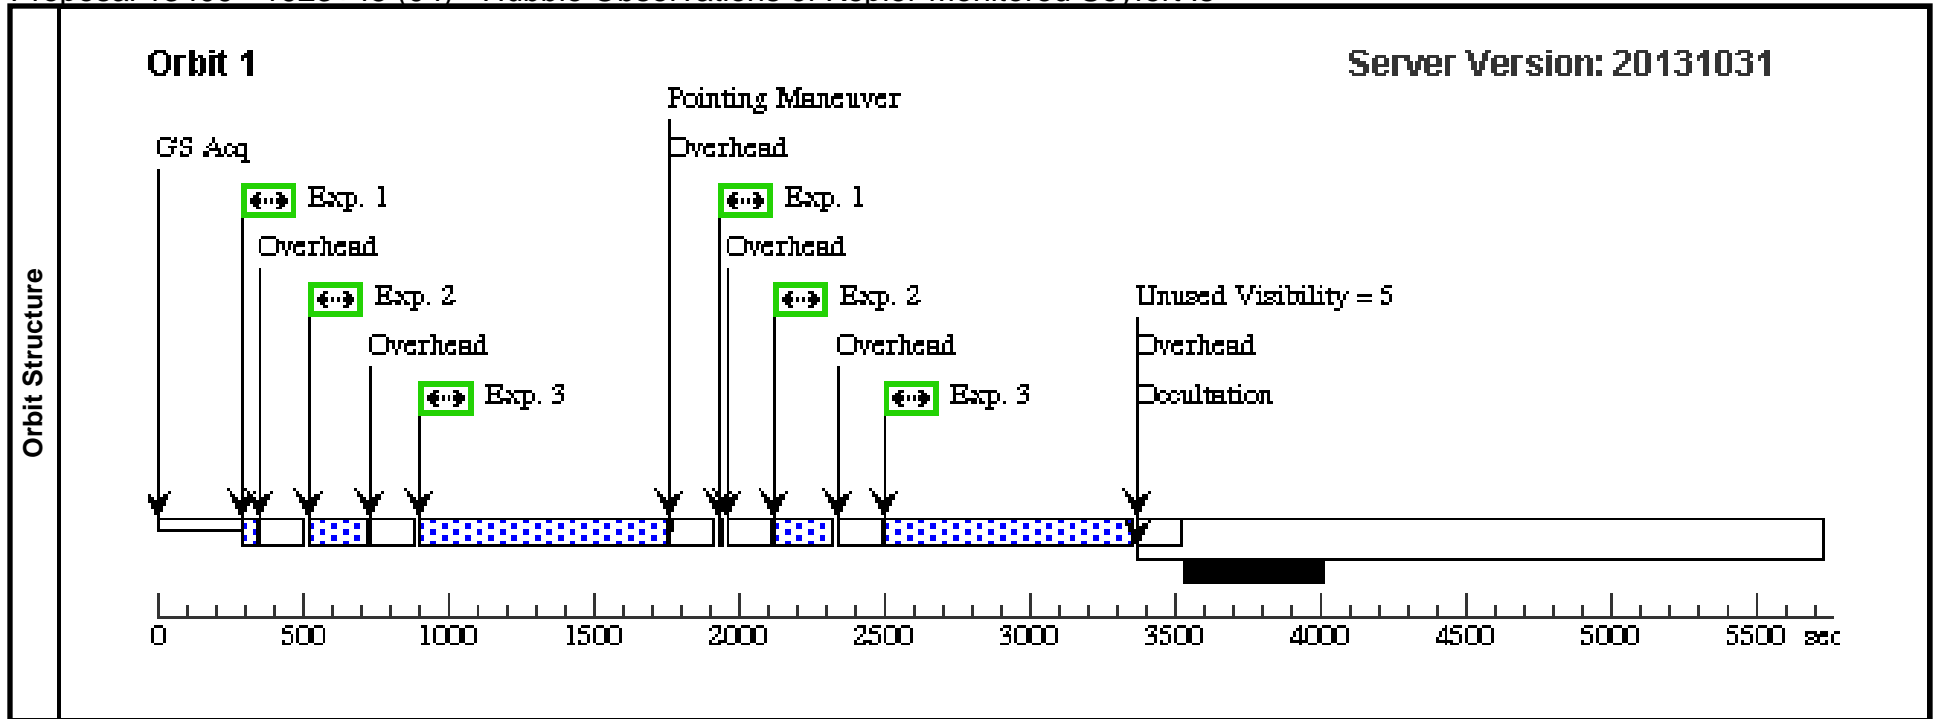 Orbit Structure
Orbit 1
Server Version: 20131031
Pointing Maneuver
GS Acq
Overhead
Exp. 1
Exp. 1
Overhead
Overhead
Exp. 2
Exp. 2
Unused Visibility = 5
Overhead
Overhead
Overhead
Exp. 3
Exp. 3
Occultation
0 500 1000 1500 2000 2500 3000 3500 4000 4500 5000 5500 sec